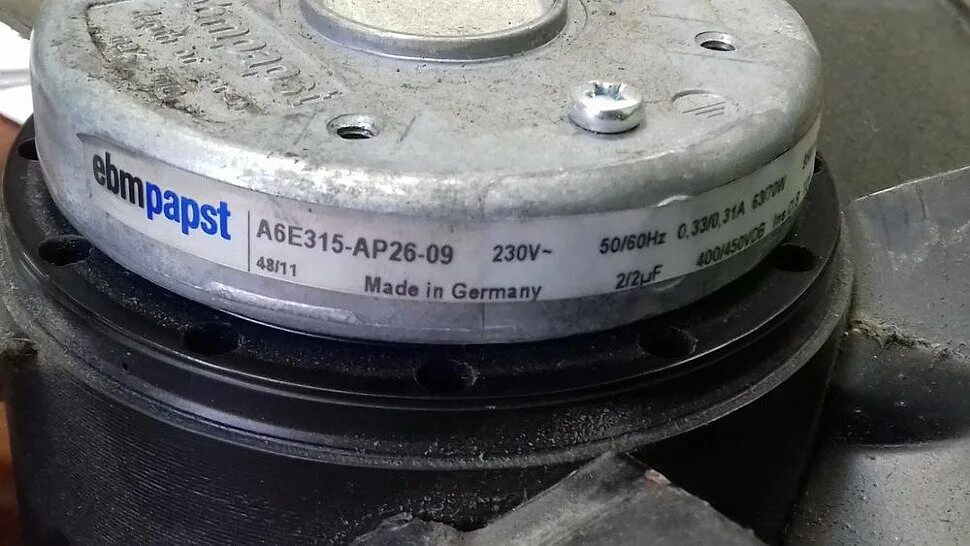 ebmpapst
A6E315-AP26-09 230V~ 50/60Hz 0,33/0,31A 63/70W
48/11 Made in Germany 2/2µF 400/450VDB